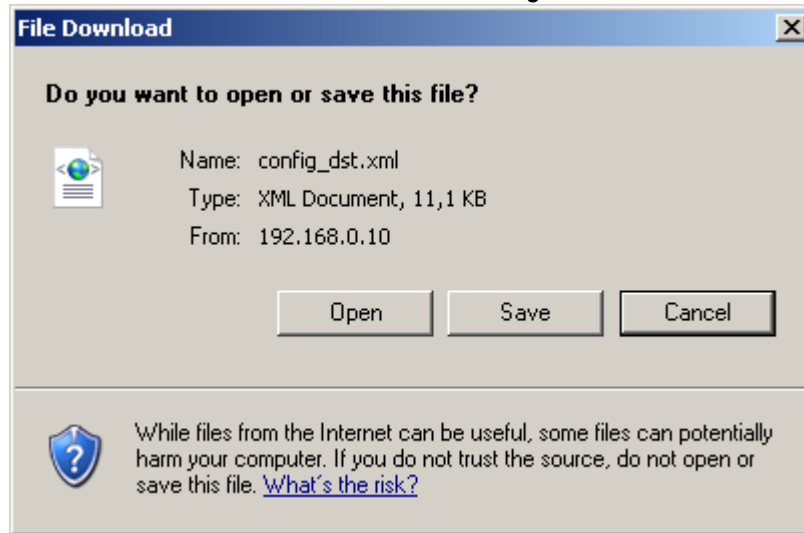 File Download
Do you want to open or save this file?
Name: config_dst.xml
Type: XML Document, 11,1 KB
From: 192.168.0.10
Open Save Cancel
While files from the Internet can be useful, some files can potentially
harm your computer. If you do not trust the source, do not open or
save this file. What's the risk?